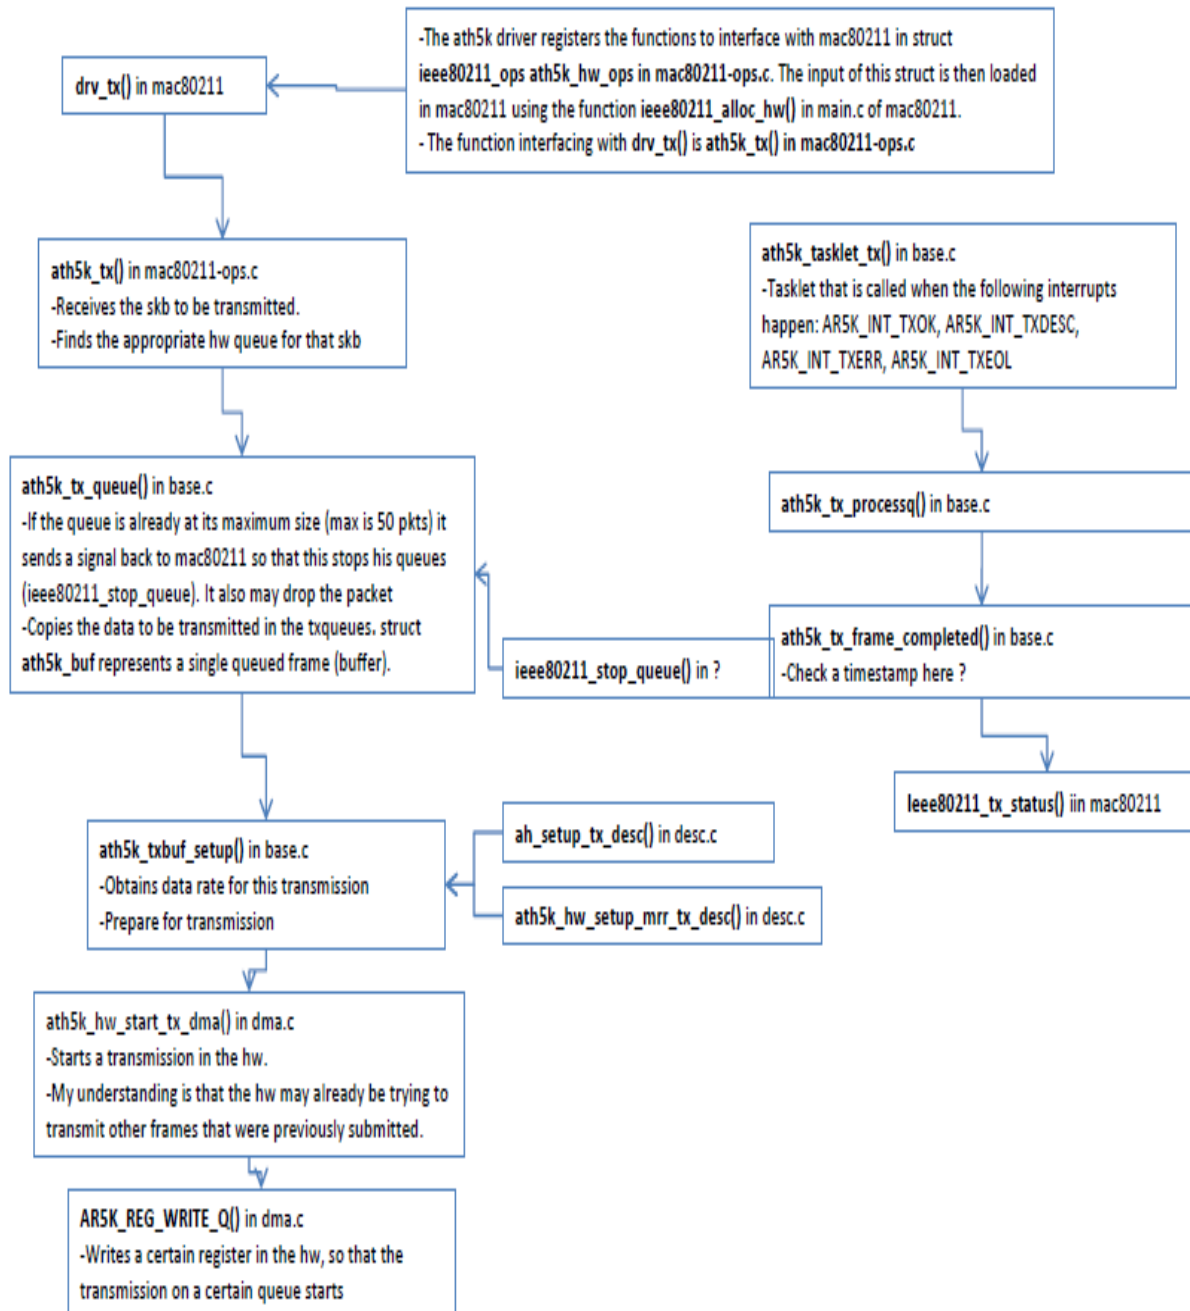 -The ath5k driver registers the functions to interface with mac80211 in struct
ieee80211_ops ath5k_hw_ops in mac80211-ops.c. The input of this struct is then loaded
in mac80211 using the function ieee80211_alloc_hw() in main.c of mac80211.
- The function interfacing with drv_tx() is ath5k_tx() in mac80211-ops.c
drv_tx() in mac80211
ath5k_tx() in mac80211-ops.c
-Receives the skb to be transmitted.
-Finds the appropriate hw queue for that skb
ath5k_tasklet_tx() in base.c
-Tasklet that is called when the following interrupts
happen: AR5K_INT_TXOK, AR5K_INT_TXDESC,
AR5K_INT_TXERR, AR5K_INT_TXEOL
ath5k_tx_queue() in base.c
-If the queue is already at its maximum size (max is 50 pkts) it
sends a signal back to mac80211 so that this stops his queues
(ieee80211_stop_queue). It also may drop the packet
-Copies the data to be transmitted in the txqueues. struct
ath5k_buf represents a single queued frame (buffer).
ath5k_tx_processq() in base.c
ieee80211_stop_queue() in ?
ath5k_tx_frame_completed() in base.c
-Check a timestamp here ?
Ieee80211_tx_status() iin mac80211
ath5k_txbuf_setup() in base.c
-Obtains data rate for this transmission
-Prepare for transmission
ah_setup_tx_desc() in desc.c
ath5k_hw_setup_mrr_tx_desc() in desc.c
ath5k_hw_start_tx_dma() in dma.c
-Starts a transmission in the hw.
-My understanding is that the hw may already be trying to
transmit other frames that were previously submitted.
AR5K_REG_WRITE_Q() in dma.c
-Writes a certain register in the hw, so that the
transmission on a certain queue starts